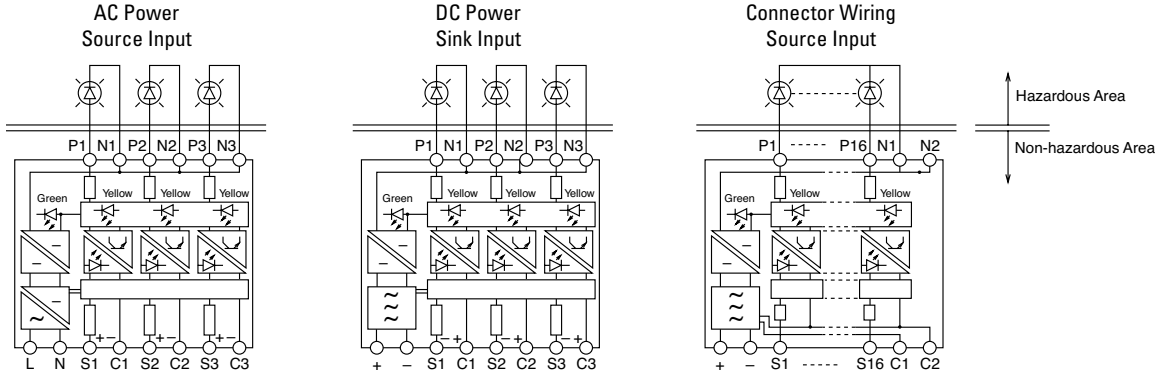 AC Power
Source Input
DC Power
Sink Input
Connector Wiring
Source Input
Hazardous Area
Non-hazardous Area
P1 N1 P2 N2 P3 N3
Green
Yellow
Yellow
–
–
–
~
+ –
+ –
+ –
L N S1 C1 S2 C2 S3 C3
P1 N1 P2 N2 P3 N3
Green
Yellow
Yellow
–
–
~
~
~
– +
– +
– +
+ – S1 C1 S2 C2 S3 C3
P1 ----- P16 N1 N2
Green
Yellow
Yellow
–
–
~
~
~
+ – S1 ----- S16 C1 C2